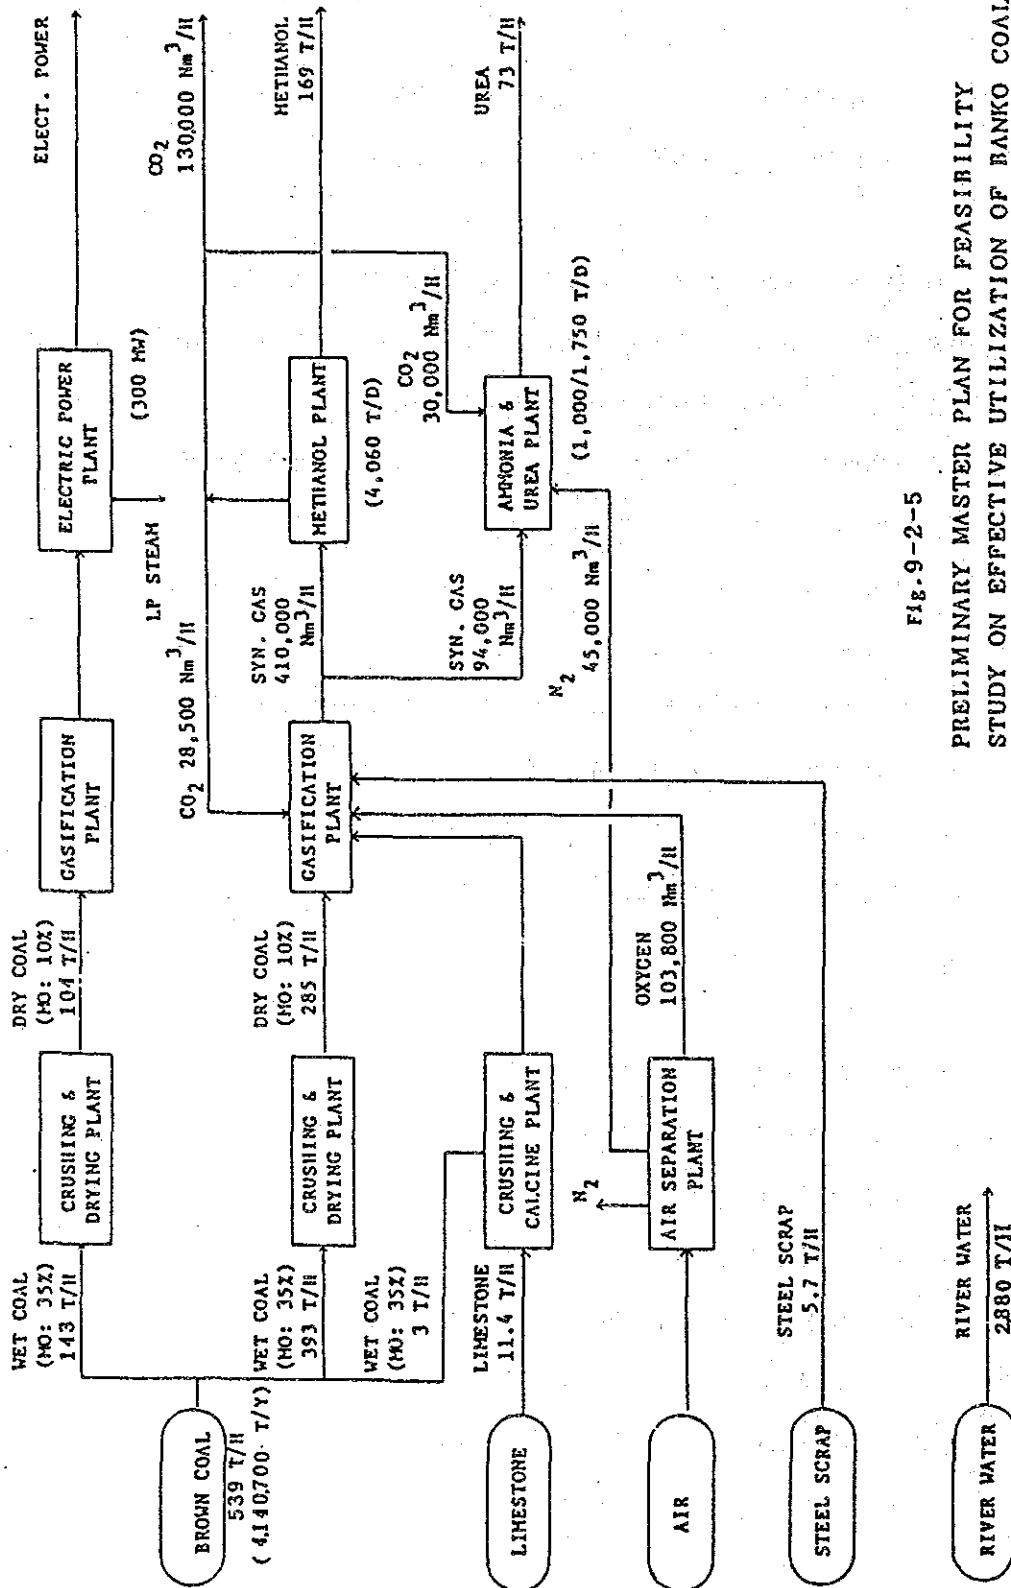 BROWN COAL
539 T/H
(4,140,700 T/Y)
WET COAL
(MO: 35%)
143 T/H
CRUSHING &
DRYING PLANT
DRY COAL
(MO: 10%)
104 T/H
GASIFICATION
PLANT
ELECTRIC POWER
PLANT
(300 MW)
LP STEAM
ELECT. POWER
WET COAL
(MO: 35%)
393 T/H
CRUSHING &
DRYING PLANT
DRY COAL
(MO: 10%)
285 T/H
GASIFICATION
PLANT
CO2 28,500 Nm3/H
CO2
130,000 Nm3/H
SYN. GAS
410,000
Nm3/H
METHANOL PLANT
(4,060 T/D)
METHANOL
169 T/H
WET COAL
(MO: 35%)
3 T/H
LIMESTONE
LIMESTONE
11.4 T/H
CRUSHING &
CALCINE PLANT
SYN. GAS
94,000
Nm3/H
CO2
30,000 Nm3/H
AMMONIA &
UREA PLANT
(1,000/1,750 T/D)
UREA
73 T/H
AIR
N2
AIR SEPARATION
PLANT
OXYGEN
103,800 Nm3/H
N2
45,000 Nm3/H
STEEL SCRAP
STEEL SCRAP
5.7 T/H
RIVER WATER
RIVER WATER
2,880 T/H
Fig.9-2-5
PRELIMINARY MASTER PLAN FOR FEASIBILITY
STUDY ON EFFECTIVE UTILIZATION OF BANKO COAL